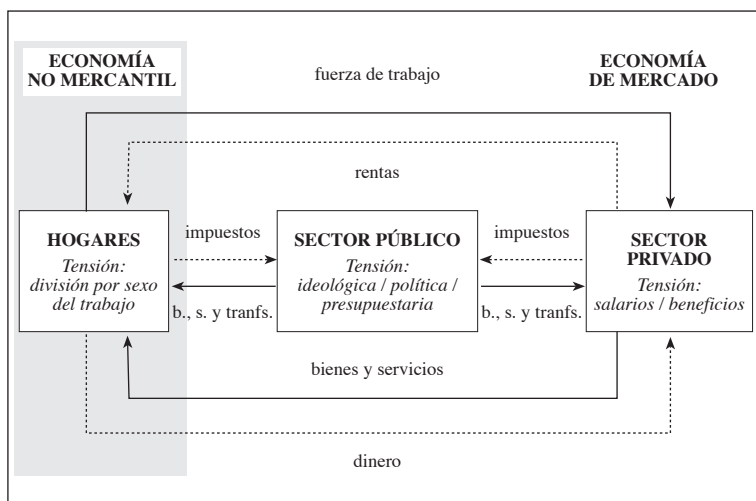 ECONOMÍA
NO MERCANTIL
fuerza de trabajo
ECONOMÍA
DE MERCADO
rentas
HOGARES
Tensión:
división por sexo
del trabajo
impuestos
b., s. y tranfs.
SECTOR PÚBLICO
Tensión:
ideológica / política /
presupuestaria
impuestos
b., s. y tranfs.
SECTOR
PRIVADO
Tensión:
salarios / beneficios
bienes y servicios
dinero